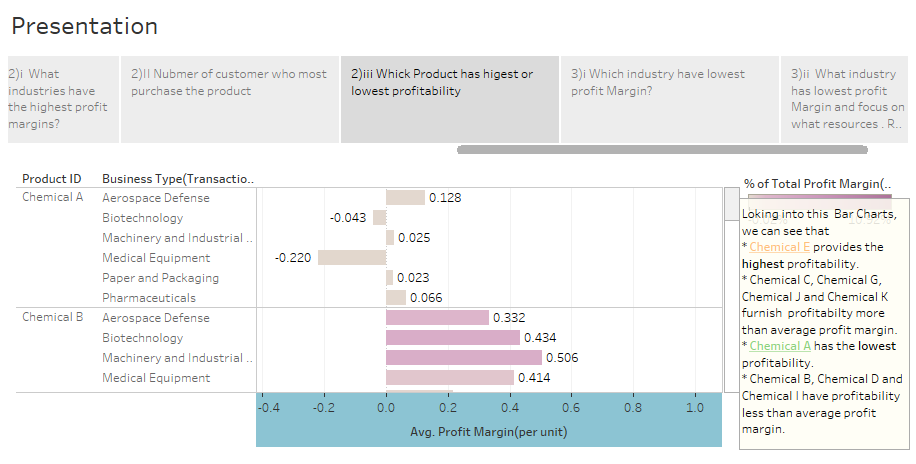 Presentation
2)i What
industries have
the highest profit
margins?
2)II Nubmer of customer who most
purchase the product
2)iii Whick Product has higest or
lowest profitability
3)i Which industry have lowest
profit Margin?
3)ii What industry
has lowest profit
Margin and focus on
what resources . R..
Product ID Business Type(Transactio..
% of Total Profit Margin(..
Chemical A Aerospace Defense 0.128
Biotechnology -0.043
Machinery and Industrial .. 0.025
Medical Equipment -0.220
Paper and Packaging 0.023
Pharmaceuticals 0.066
Chemical B Aerospace Defense 0.332
Biotechnology 0.434
Machinery and Industrial .. 0.506
Medical Equipment 0.414
-0.4 -0.2 0.0 0.2 0.4 0.6 0.8 1.0
Avg. Profit Margin(per unit)
Loking into this Bar Charts,
we can see that
* Chemical E provides the
highest profitability.
* Chemical C, Chemical G,
Chemical J and Chemical K
furnish profitabilty more
than average profit margin.
* Chemical A has the lowest
profitability.
* Chemical B, Chemical D and
Chemical I have profitability
less than average profit
margin.